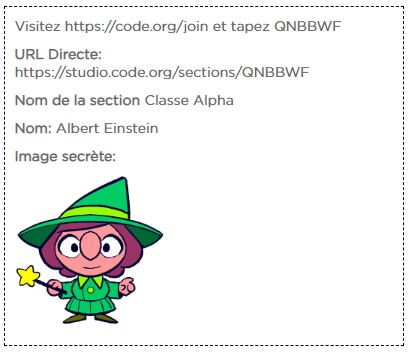 Visitez https://code.org/join et tapez QNBBWF
URL Directe:
https://studio.code.org/sections/QNBBWF
Nom de la section Classe Alpha
Nom: Albert Einstein
Image secrète: